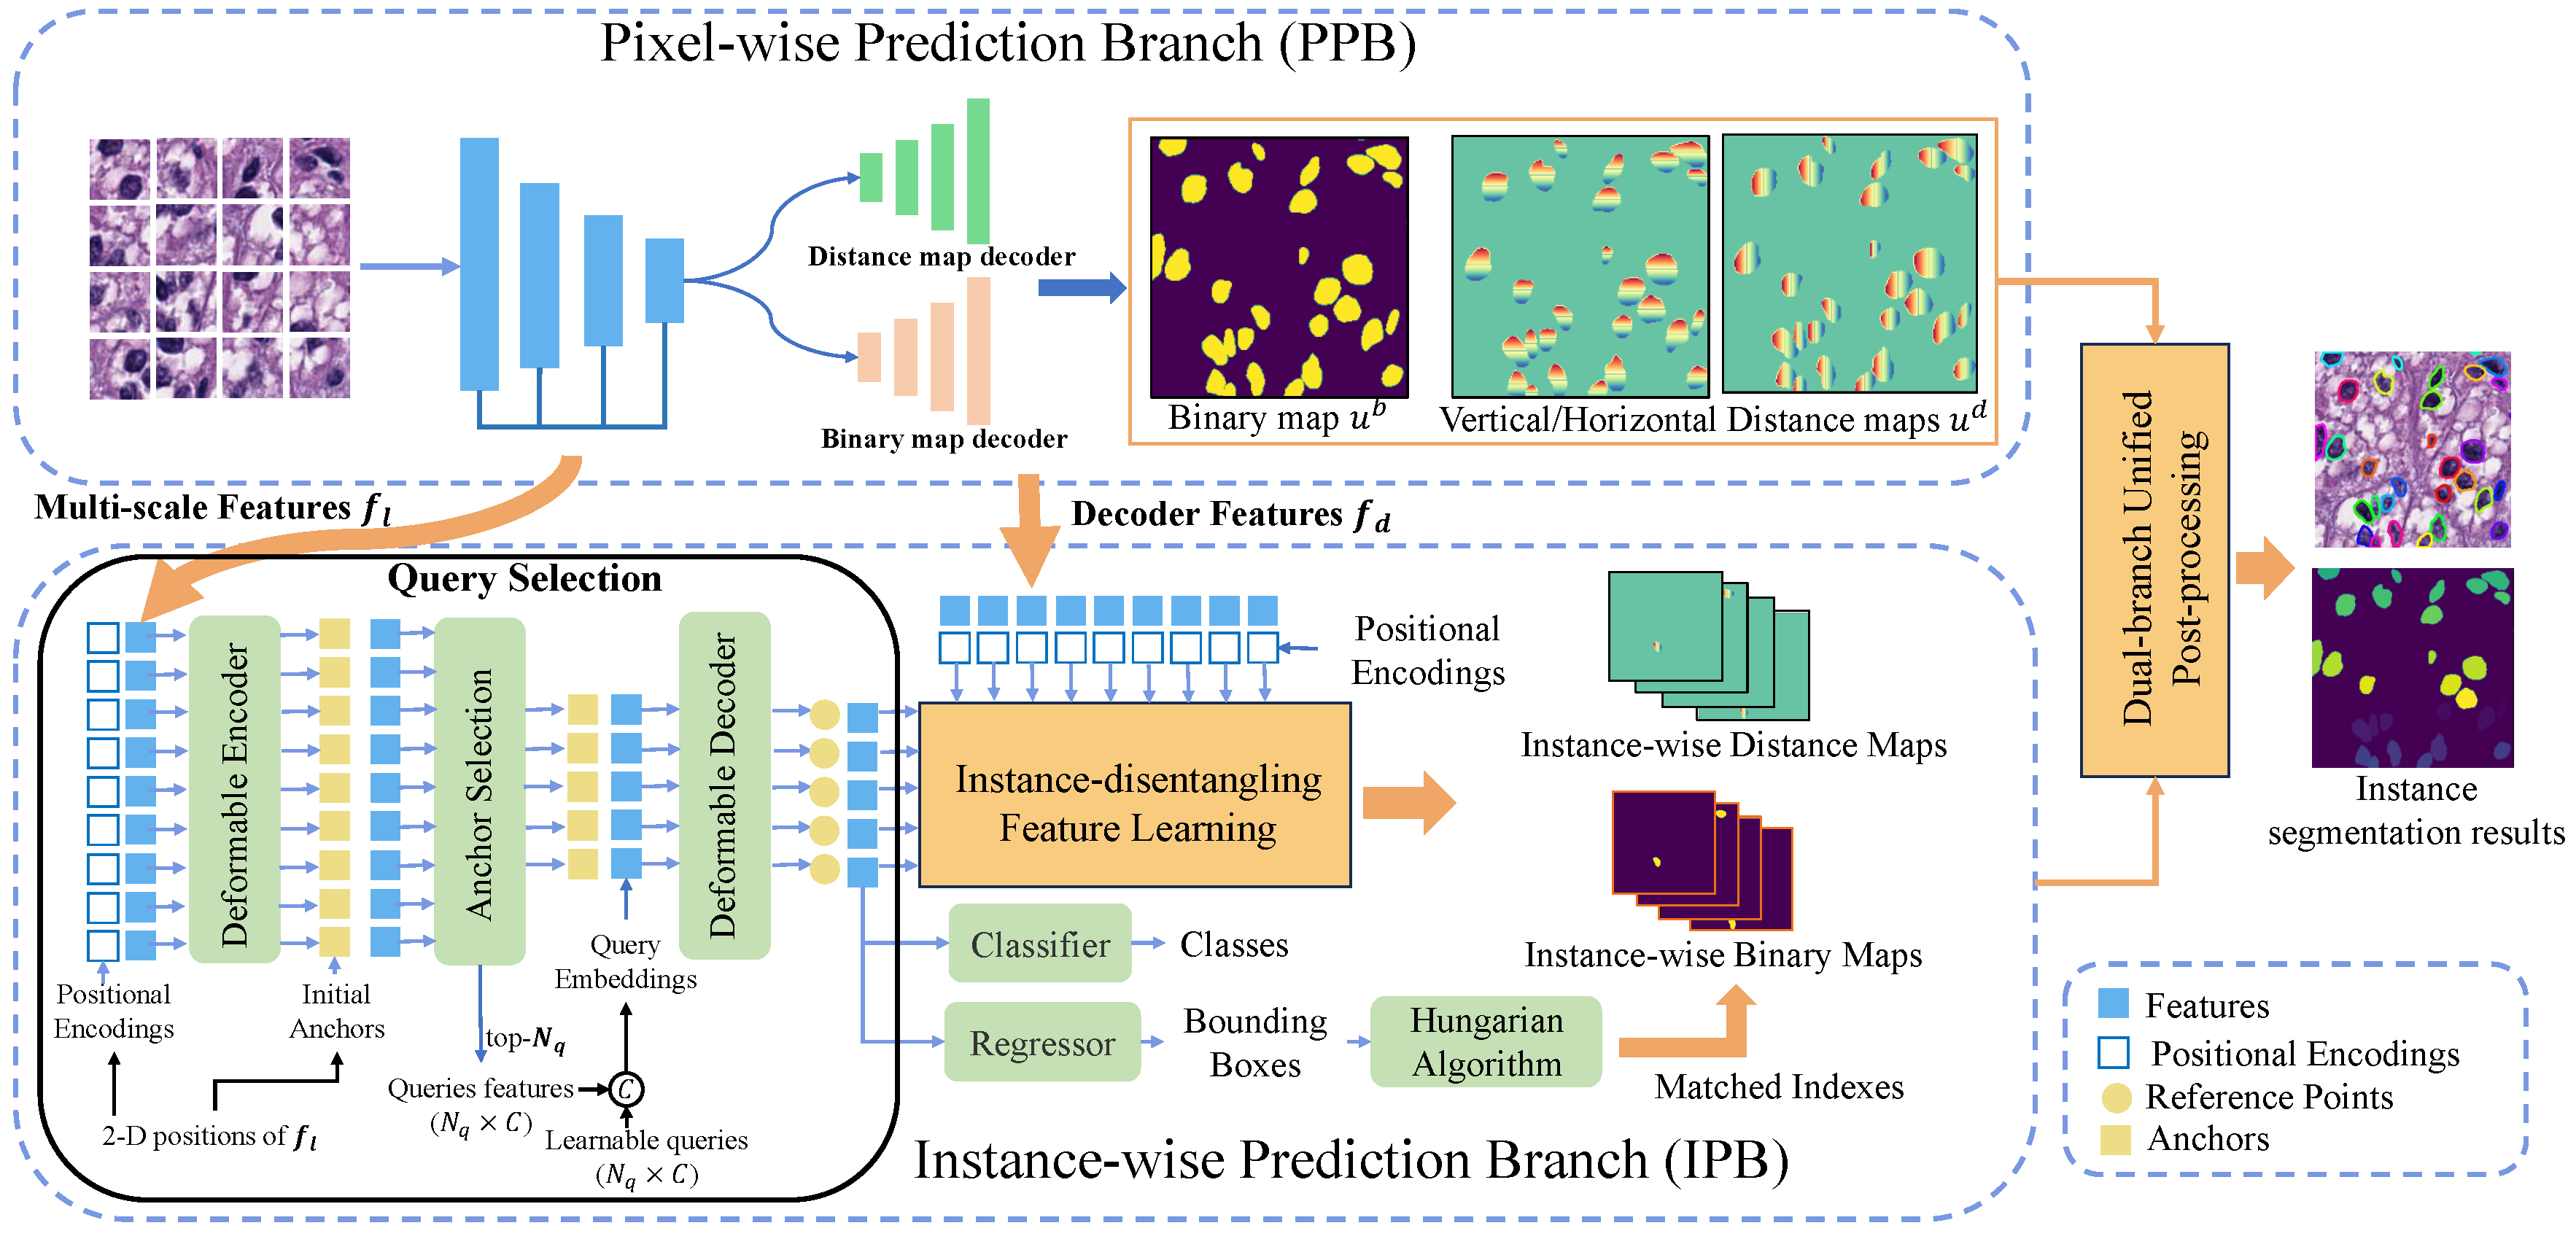 Pixel-wise Prediction Branch (PPB)
Distance map decoder
Binary map decoder
Binary map u^b
Vertical/Horizontal Distance maps u^d
Multi-scale Features f_l
Decoder Features f_d
Dual-branch Unified
Post-processing
Instance
segmentation results
Query Selection
Deformable Encoder
Anchor Selection
Deformable Decoder
Positional
Encodings
Initial
Anchors
2-D positions of f_l
top-N_q
Queries features
(N_q × C)
Query
Embeddings
C
Learnable queries
(N_q × C)
Positional
Encodings
Instance-disentangling
Feature Learning
Classifier
Classes
Regressor
Bounding
Boxes
Hungarian
Algorithm
Matched Indexes
Instance-wise Distance Maps
Instance-wise Binary Maps
Instance-wise Prediction Branch (IPB)
Features
Positional Encodings
Reference Points
Anchors